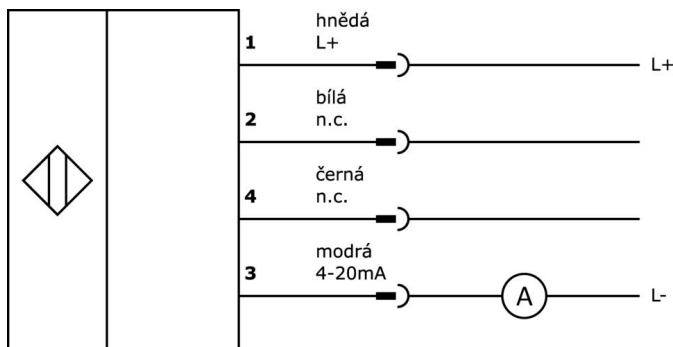 hnědá
1 L+
L+
bílá
2 n.c.
černá
4 n.c.
modrá
3 4-20mA
A
L-